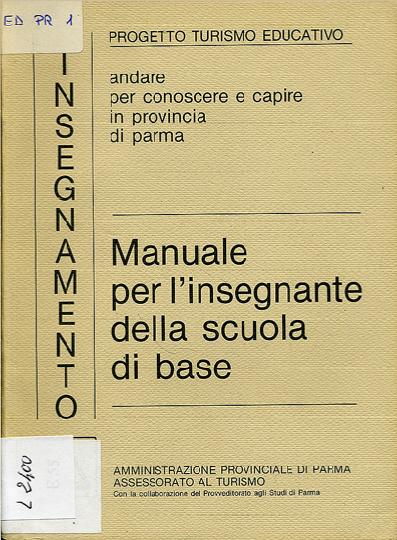 ED PR 1
PROGETTO TURISMO EDUCATIVO
INSEGNAMENTO
andare
per conoscere e capire
in provincia
di parma
Manuale
per l'insegnante
della scuola
di base
AMMINISTRAZIONE PROVINCIALE DI PARMA
ASSESSORATO AL TURISMO
Con la collaborazione del Provveditorato agli Studi di Parma
L 2400